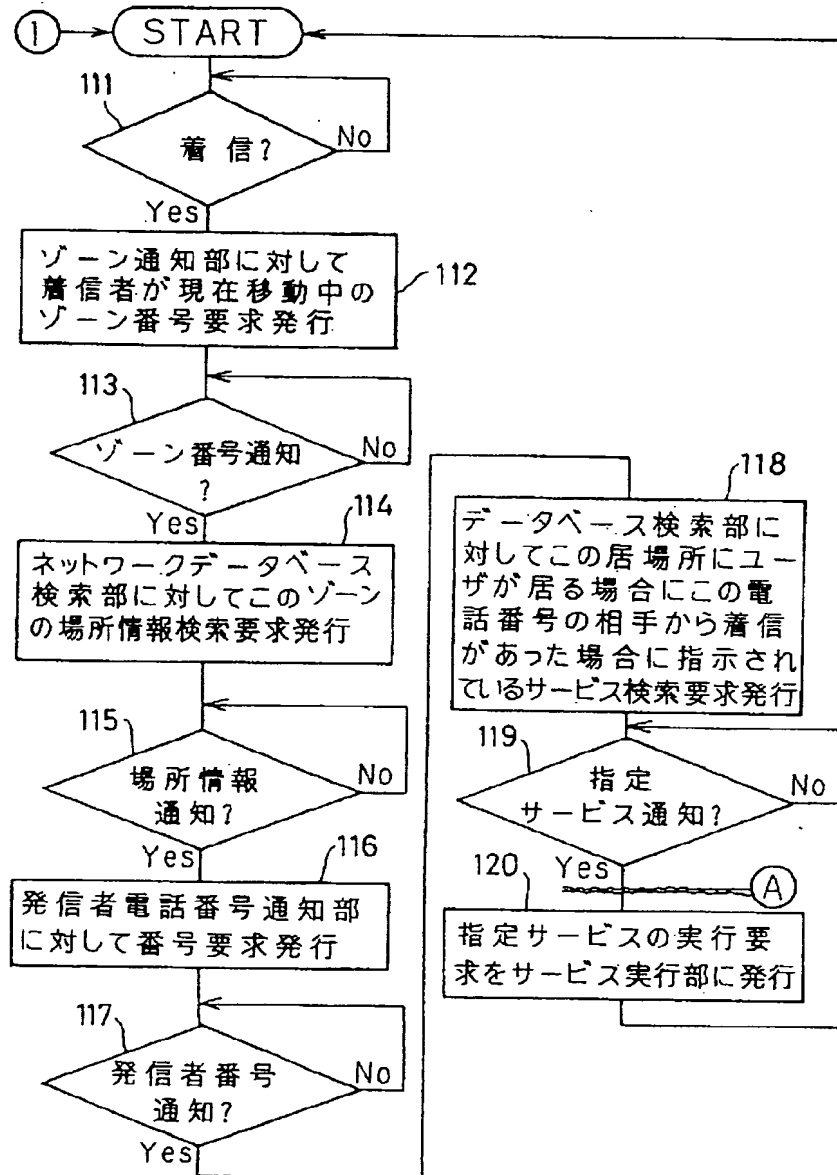 1
START
111
着信?
No
Yes
ゾーン通知部に対して
着信者が現在移動中の
ゾーン番号要求発行
112
113
ゾーン番号通知
?
No
Yes
114
ネットワークデータベース
検索部に対してこのゾーン
の場所情報検索要求発行
115
場所情報
通知?
No
Yes
116
発信者電話番号通知部
に対して番号要求発行
117
発信者番号
通知?
No
Yes
118
データベース検索部に
対してこの居場所にユー
ザが居る場合にこの電
話番号の相手から着信
があった場合に指示され
ているサービス検索要求発行
119
指定
サービス通知?
No
Yes
A
120
指定サービスの実行要
求をサービス実行部に発行